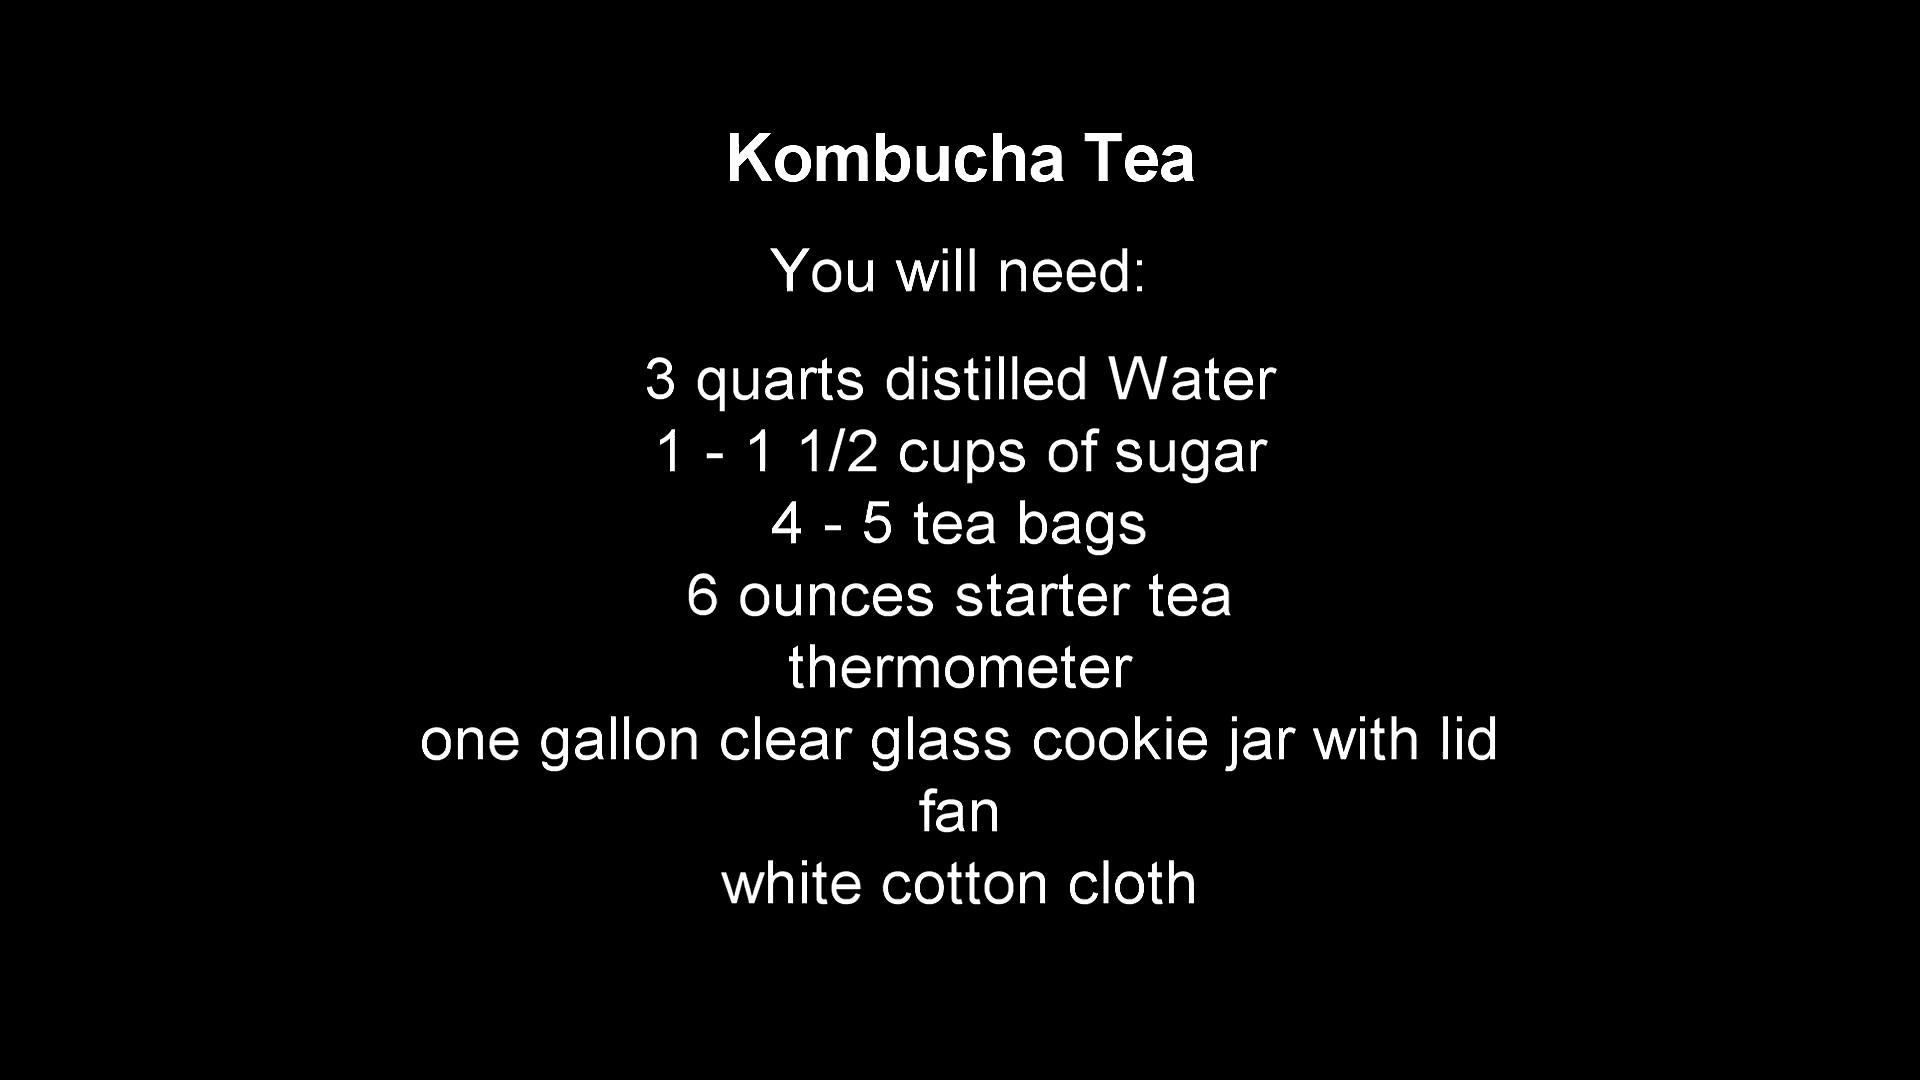 Kombucha Tea
You will need:
3 quarts distilled Water
1 - 1 1/2 cups of sugar
4 - 5 tea bags
6 ounces starter tea
thermometer
one gallon clear glass cookie jar with lid
fan
white cotton cloth